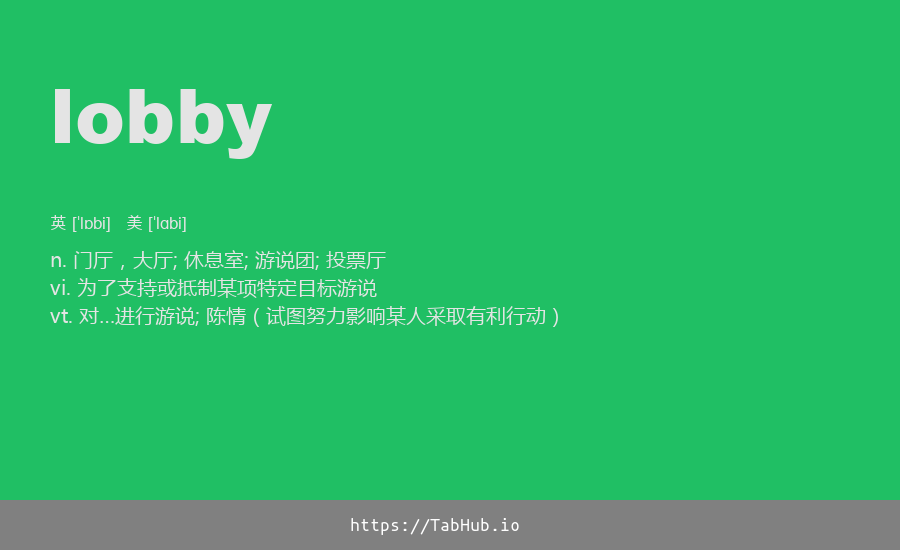 lobby
英 ['lɒbi] 美 ['lɑbi]
n. 门厅，大厅; 休息室; 游说团; 投票厅
vi. 为了支持或抵制某项特定目标游说
vt. 对...进行游说; 陈情（试图努力影响某人采取有利行动）
https://TabHub.io